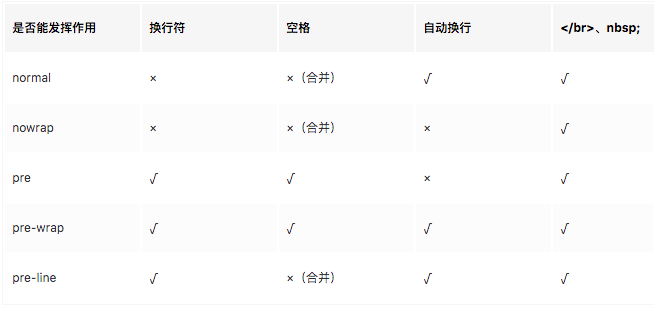 是否能发挥作用 换行符 空格 自动换行 </br>、nbsp;
normal × ×（合并） √ √
nowrap × ×（合并） × √
pre √ √ × √
pre-wrap √ √ √ √
pre-line √ ×（合并） √ √